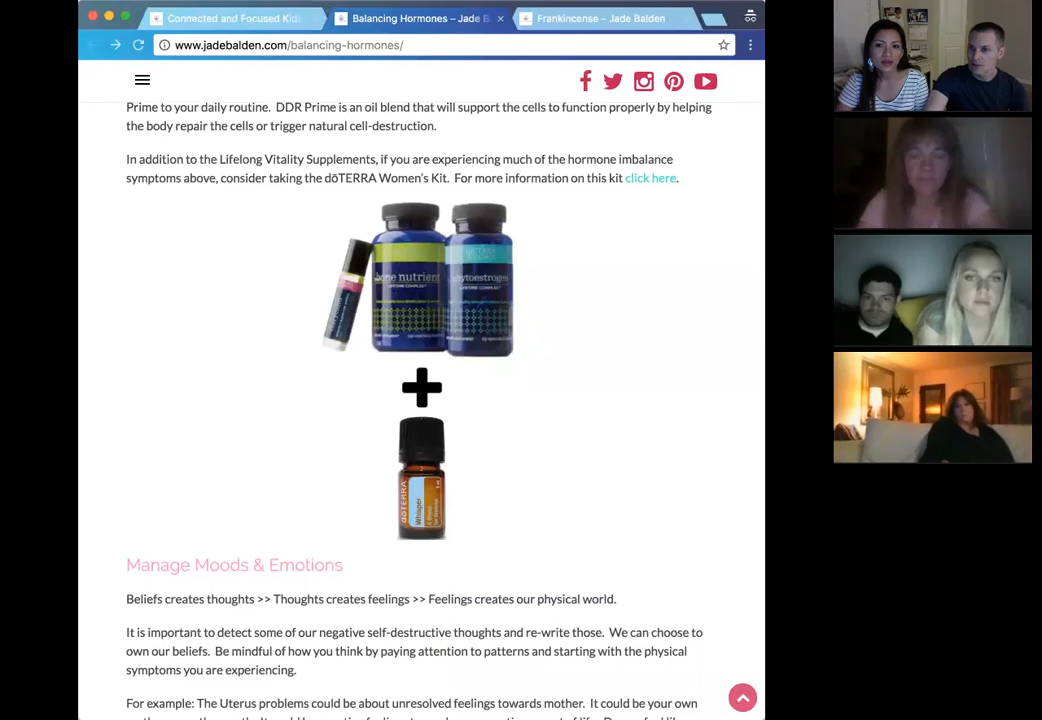 Connected and Focused Kids
Balancing Hormones – Jade B
Frankincense – Jade Balden
www.jadebalden.com/balancing-hormones/
Prime to your daily routine. DDR Prime is an oil blend that will support the cells to function properly by helping
the body repair the cells or trigger natural cell-destruction.
In addition to the Lifelong Vitality Supplements, if you are experiencing much of the hormone imbalance
symptoms above, consider taking the dōTERRA Women's Kit. For more information on this kit click here.
bone nutrient
phytoestrogen
dōTERRA
Whisper
Manage Moods & Emotions
Beliefs creates thoughts >> Thoughts creates feelings >> Feelings creates our physical world.
It is important to detect some of our negative self-destructive thoughts and re-write those. We can choose to
own our beliefs. Be mindful of how you think by paying attention to patterns and starting with the physical
symptoms you are experiencing.
For example: The Uterus problems could be about unresolved feelings towards mother. It could be your own